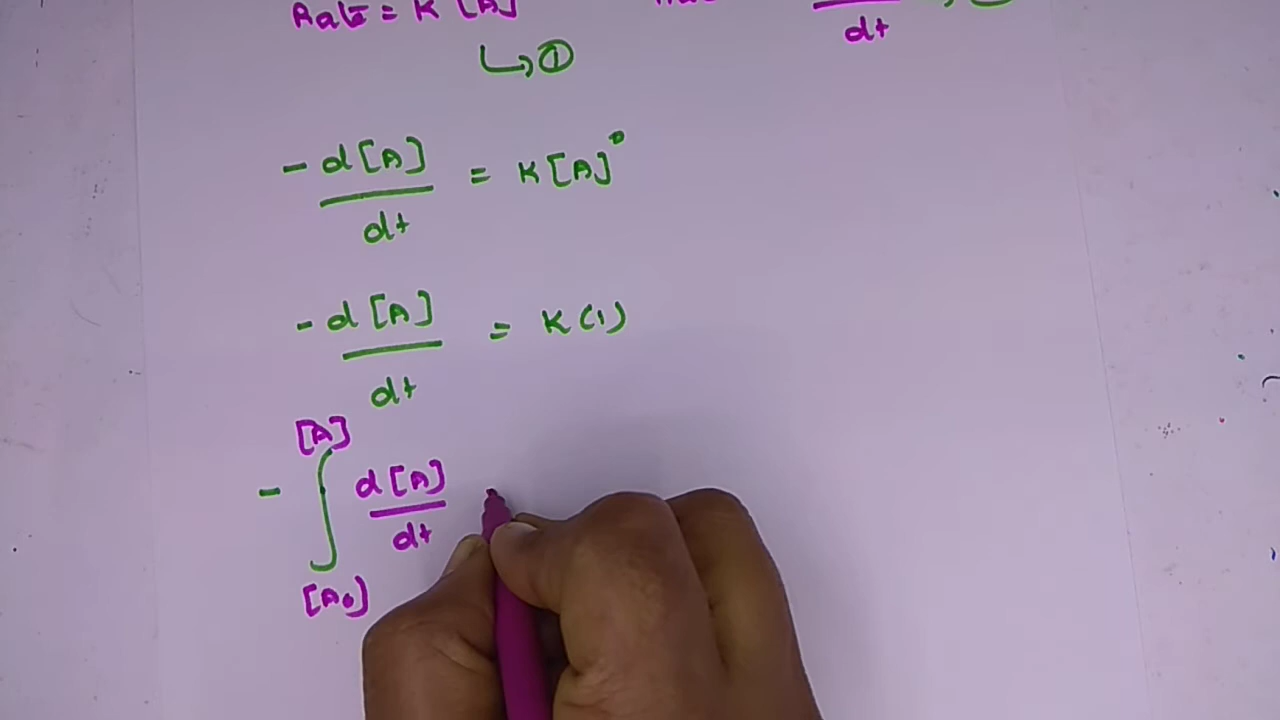 Rate = K [A]
dt
↳ ①
- d[A] / dt = K[A]⁰
- d[A] / dt = K(1)
- ∫ [A] [A₀] d[A] / dt